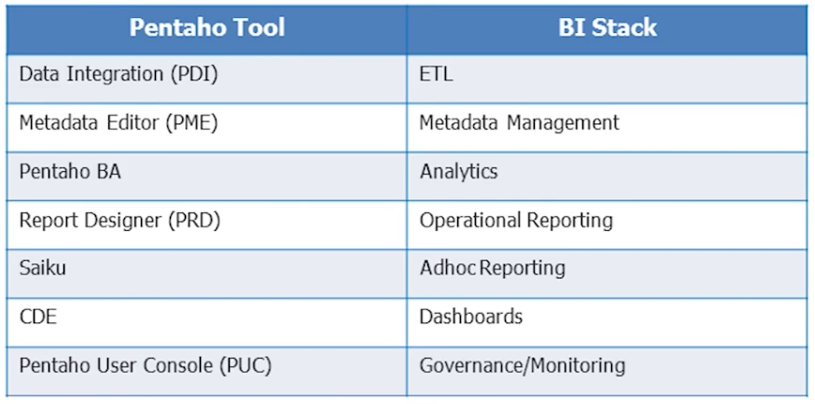 Pentaho Tool BI Stack
Data Integration (PDI) ETL
Metadata Editor (PME) Metadata Management
Pentaho BA Analytics
Report Designer (PRD) Operational Reporting
Saiku Adhoc Reporting
CDE Dashboards
Pentaho User Console (PUC) Governance/Monitoring